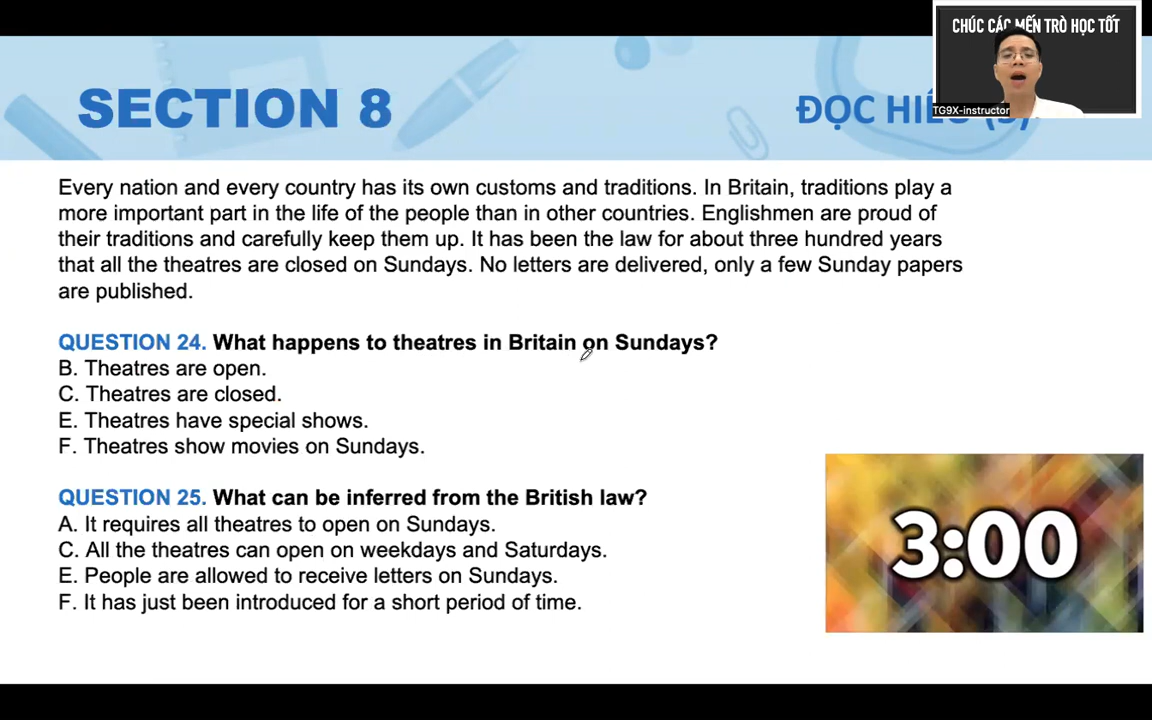 CHÚC CÁC MẾN TRÒ HỌC TỐT
TG9X-instructor
SECTION 8
ĐỌC
Every nation and every country has its own customs and traditions. In Britain, traditions play a
more important part in the life of the people than in other countries. Englishmen are proud of
their traditions and carefully keep them up. It has been the law for about three hundred years
that all the theatres are closed on Sundays. No letters are delivered, only a few Sunday papers
are published.
QUESTION 24. What happens to theatres in Britain on Sundays?
B. Theatres are open.
C. Theatres are closed.
E. Theatres have special shows.
F. Theatres show movies on Sundays.
QUESTION 25. What can be inferred from the British law?
A. It requires all theatres to open on Sundays.
C. All the theatres can open on weekdays and Saturdays.
E. People are allowed to receive letters on Sundays.
F. It has just been introduced for a short period of time.
3:00